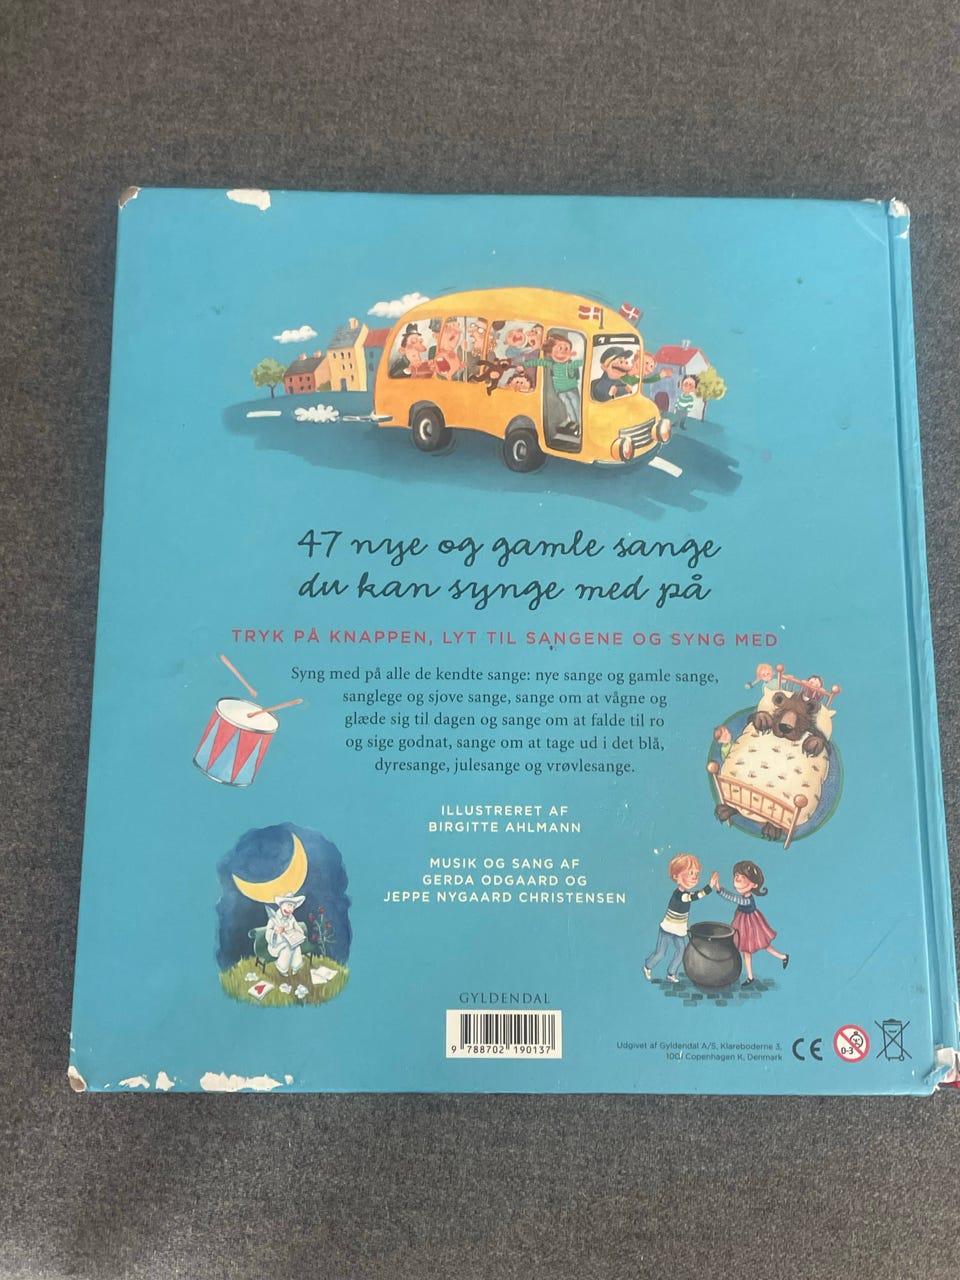 47 nye og gamle sange
du kan synge med på
TRYK PÅ KNAPPEN, LYT TIL SANGENE OG SYNG MED
Syng med på alle de kendte sange: nye sange og gamle sange,
sanglege og sjove sange, sange om at vågne og
glæde sig til dagen og sange om at falde til ro
og sige godnat, sange om at tage ud i det blå,
dyresange, julesange og vrøvlesange.
ILLUSTRERET AF
BIRGITTE AHLMANN
MUSIK OG SANG AF
GERDA ODGAARD OG
JEPPE NYGAARD CHRISTENSEN
GYLDENDAL
9 788702 190137
Udgivet af Gyldendal A/S, Klareboderne 3,
Copenhagen K, Denmark
CE
0-3